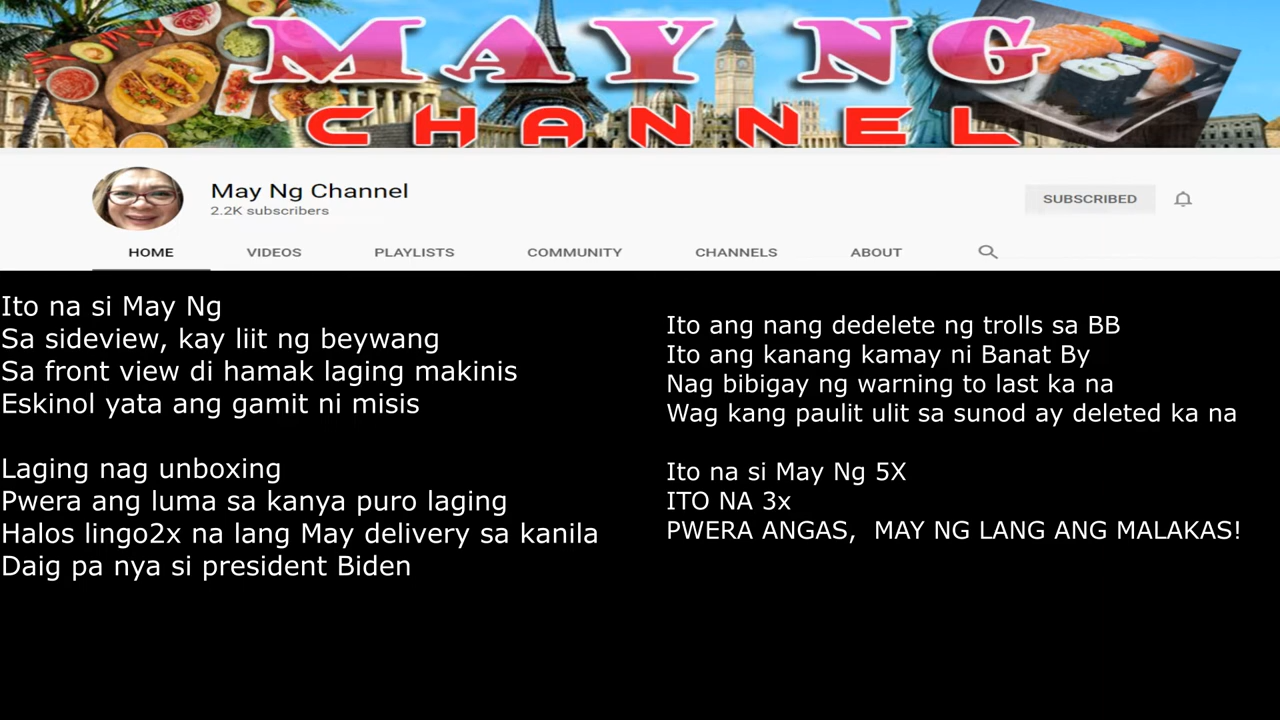 MAY NG
CHANNEL
May Ng Channel
2.2K subscribers
SUBSCRIBED
HOME
VIDEOS
PLAYLISTS
COMMUNITY
CHANNELS
ABOUT
Ito na si May Ng
Sa sideview, kay liit ng beywang
Sa front view di hamak laging makinis
Eskinol yata ang gamit ni misis
Laging nag unboxing
Pwera ang luma sa kanya puro laging
Halos lingo2x na lang May delivery sa kanila
Daig pa nya si president Biden
Ito ang nang dedelete ng trolls sa BB
Ito ang kanang kamay ni Banat By
Nag bibigay ng warning to last ka na
Wag kang paulit ulit sa sunod ay deleted ka na
Ito na si May Ng 5X
ITO NA 3x
PWERA ANGAS,  MAY NG LANG ANG MALAKAS!